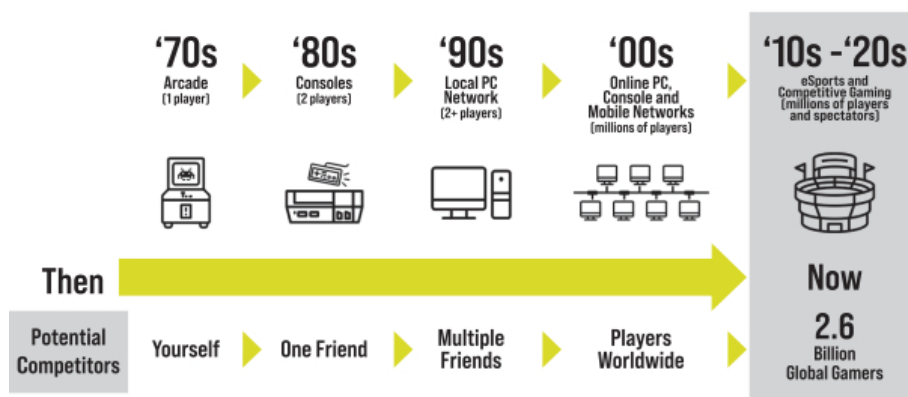 ‘70s
Arcade
(1 player)
‘80s
Consoles
(2 players)
‘90s
Local PC
Network
(2+ players)
‘00s
Online PC,
Console and
Mobile Networks
(millions of players)
‘10s -‘20s
eSports and
Competitive Gaming
(millions of players
and spectators)
Then
Now
Potential
Competitors
Yourself
One Friend
Multiple
Friends
Players
Worldwide
2.6
Billion
Global Gamers